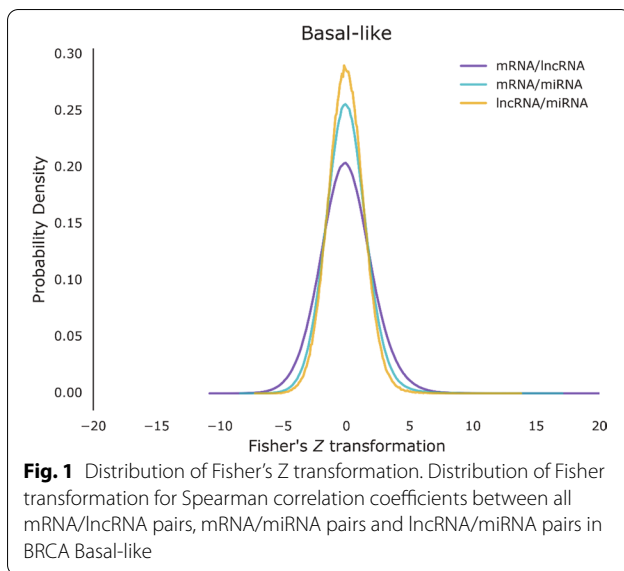 Basal-like
0.30
0.25
0.20
0.15
0.10
0.05
0.00
Probability Density
mRNA/lncRNA
mRNA/miRNA
lncRNA/miRNA
−20 −15 −10 −5 0 5 10 15 20
Fisher's Z transformation
Fig. 1 Distribution of Fisher’s Z transformation. Distribution of Fisher
transformation for Spearman correlation coefficients between all
mRNA/lncRNA pairs, mRNA/miRNA pairs and lncRNA/miRNA pairs in
BRCA Basal-like